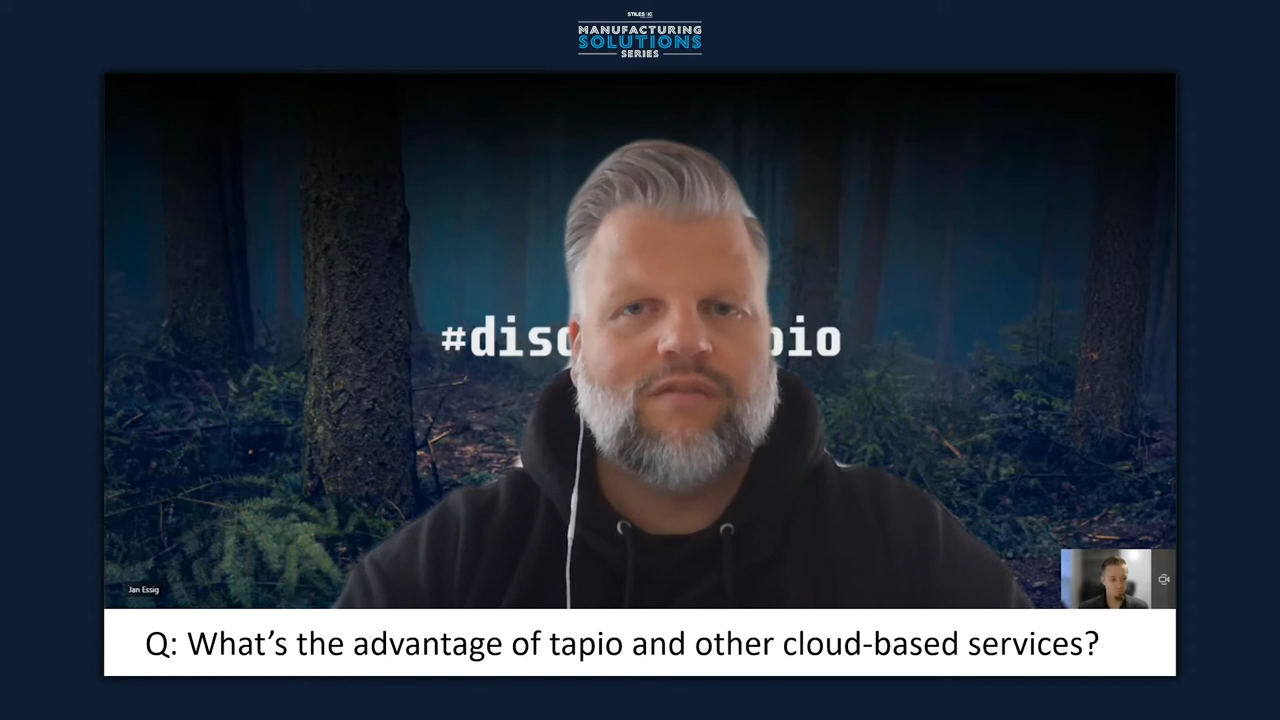 STILES
MANUFACTURING
SOLUTIONS
SERIES
#disc pio
Jan Essig
Q: What’s the advantage of tapio and other cloud-based services?